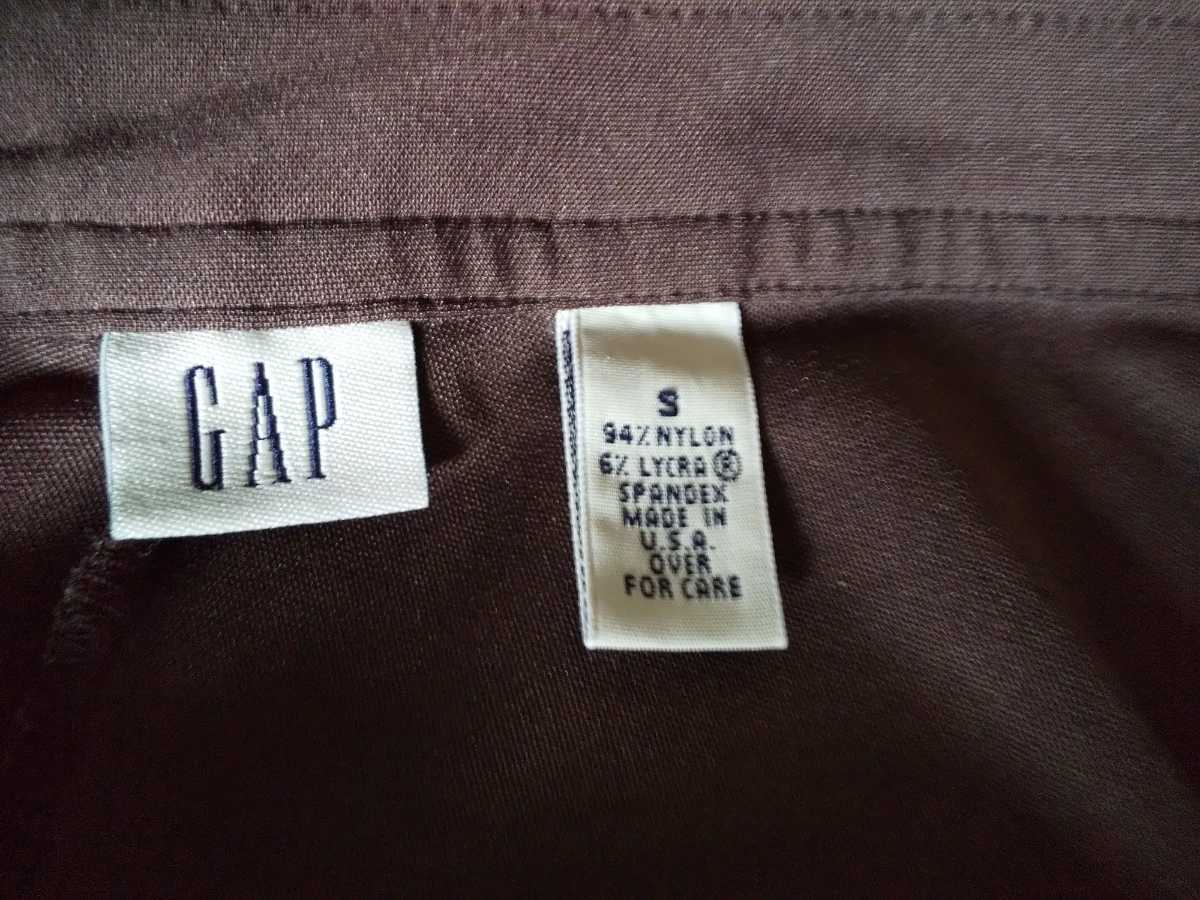 GAP
S
94% NYLON
6% LYCRA ®
SPANDEX
MADE IN
U.S.A.
OVER
FOR CARE